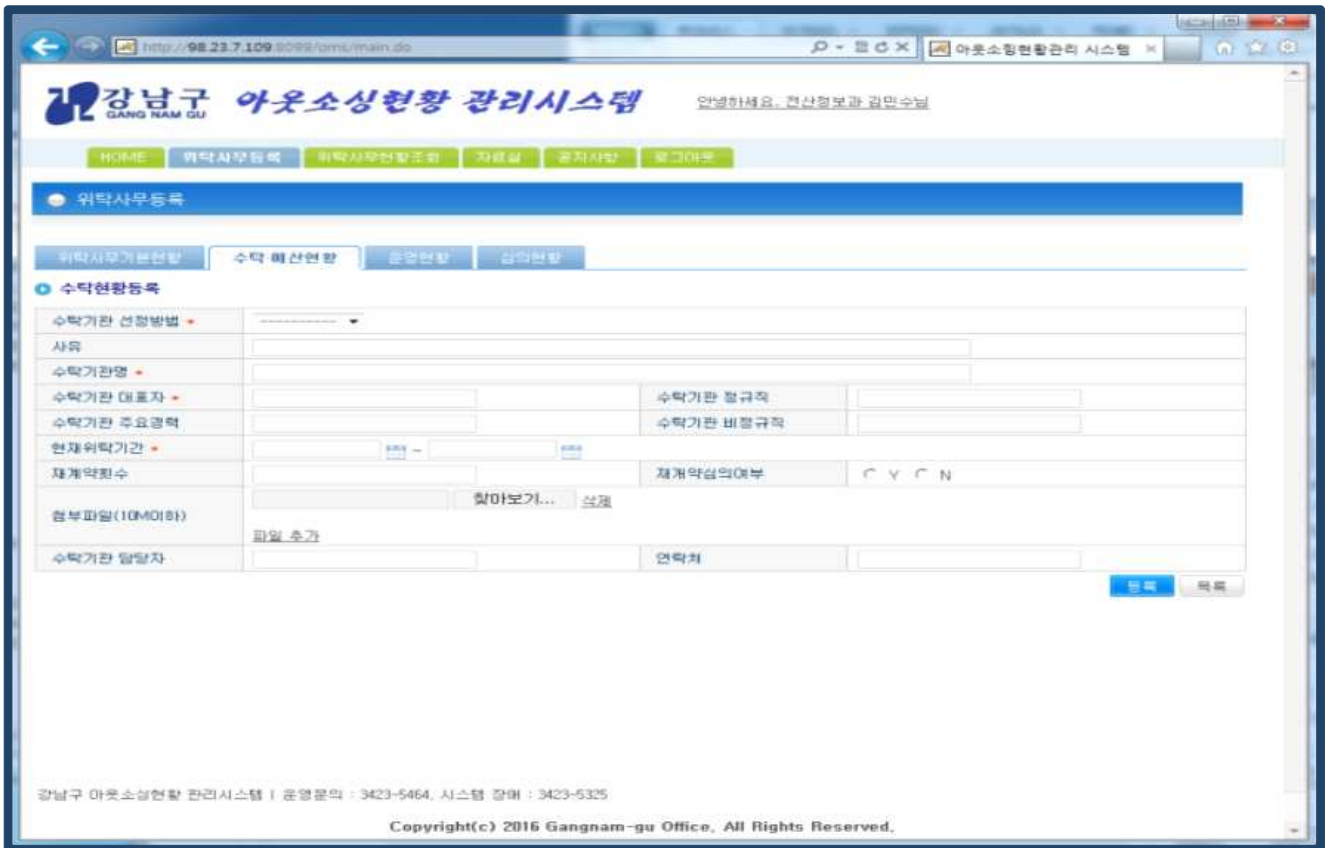 http://98.23.7.109:8099/oms/main.do
아웃소싱현황관리 시스템
강남구 아웃소싱현황 관리시스템
GANG NAM GU
안녕하세요. 전산정보과 김민수님
HOME 위탁사무등록 위탁사무현황조회 자료실 공지사항 로그아웃
위탁사무등록
위탁사무기본현황 수탁·예산현황 운영현황 심의현황
수탁현황등록
수탁기관 선정방법 * ----------
사유
수탁기관명 *
수탁기관 대표자 * 수탁기관 정규직
수탁기관 주요경력 수탁기관 비정규직
현재위탁기간 * ~
재계약횟수 재계약심의여부 Y N
찾아보기... 삭제
첨부파일(10M이하)
파일 추가
수탁기관 담당자 연락처
등록 목록
강남구 아웃소싱현황 관리시스템 | 운영문의 : 3423-5464, 시스템 장애 : 3423-5325
Copyright(c) 2016 Gangnam-gu Office, All Rights Reserved.